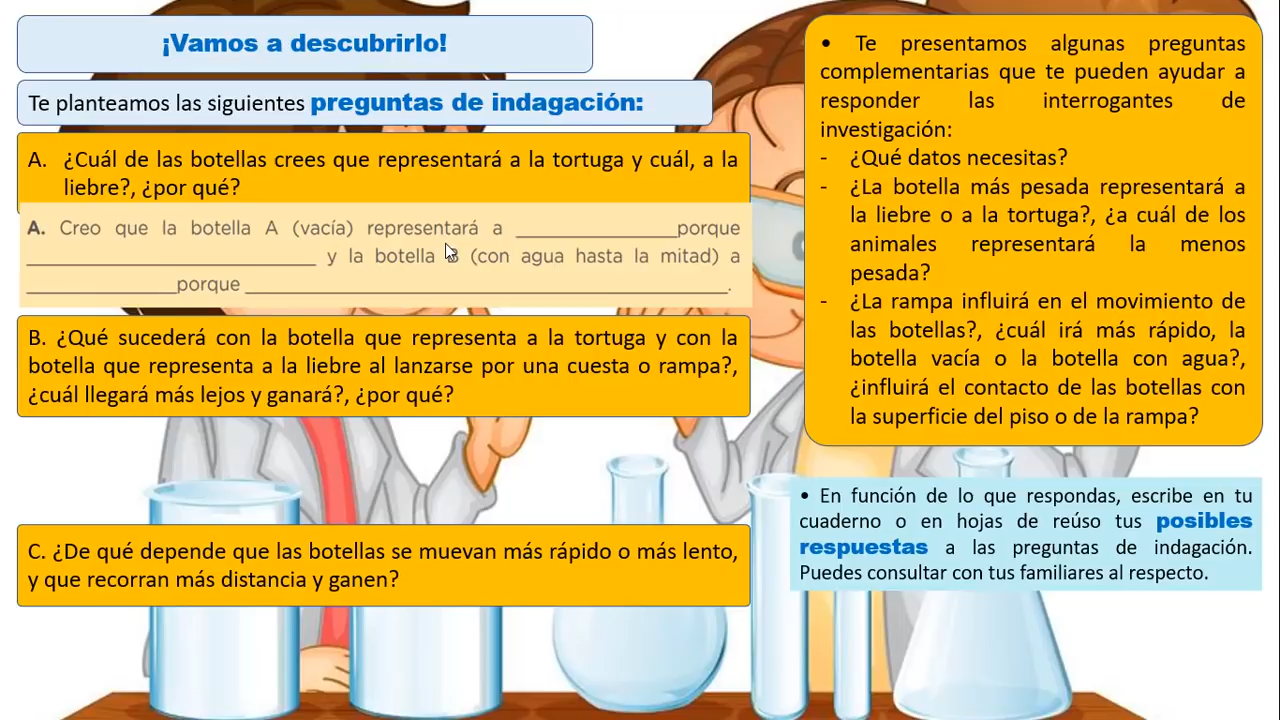 ¡Vamos a descubrirlo!
Te planteamos las siguientes preguntas de indagación:
A. ¿Cuál de las botellas crees que representará a la tortuga y cuál, a la
liebre?, ¿por qué?
A. Creo que la botella A (vacía) representará a _______________porque
___________________________ y la botella B (con agua hasta la mitad) a
______________porque _____________________________________________.
B. ¿Qué sucederá con la botella que representa a la tortuga y con la
botella que representa a la liebre al lanzarse por una cuesta o rampa?,
¿cuál llegará más lejos y ganará?, ¿por qué?
C. ¿De qué depende que las botellas se muevan más rápido o más lento,
y que recorran más distancia y ganen?
• Te presentamos algunas preguntas
complementarias que te pueden ayudar a
responder las interrogantes de
investigación:
- ¿Qué datos necesitas?
- ¿La botella más pesada representará a
la liebre o a la tortuga?, ¿a cuál de los
animales representará la menos
pesada?
- ¿La rampa influirá en el movimiento de
las botellas?, ¿cuál irá más rápido, la
botella vacía o la botella con agua?,
¿influirá el contacto de las botellas con
la superficie del piso o de la rampa?
• En función de lo que respondas, escribe en tu
cuaderno o en hojas de reúso tus posibles
respuestas a las preguntas de indagación.
Puedes consultar con tus familiares al respecto.